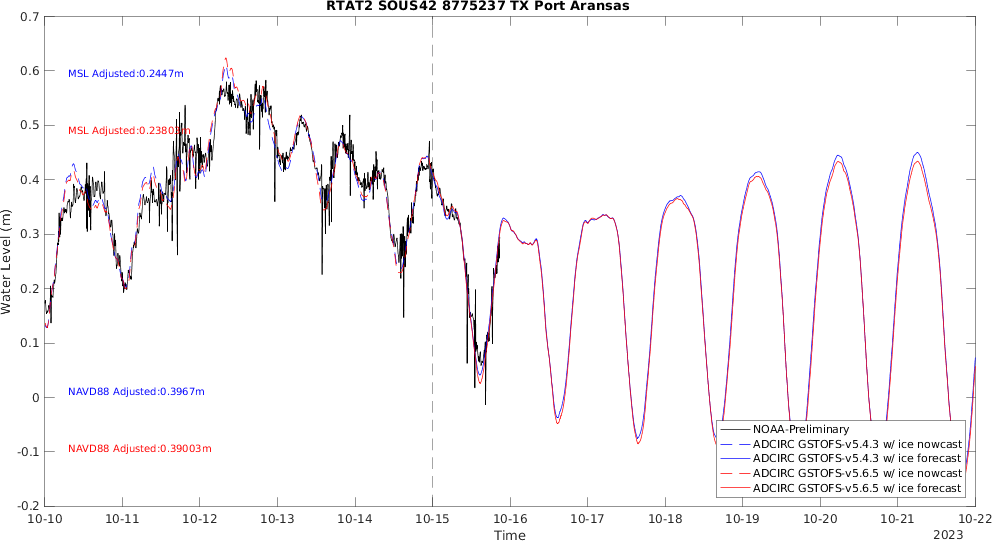 RTAT2 SOUS42 8775237 TX Port Aransas
Water Level (m)
0.7
0.6
0.5
0.4
0.3
0.2
0.1
0
-0.1
-0.2
MSL Adjusted:0.2447m
MSL Adjusted:0.23803m
NAVD88 Adjusted:0.3967m
NAVD88 Adjusted:0.39003m
NOAA-Preliminary
ADCIRC GSTOFS-v5.4.3 w/ ice nowcast
ADCIRC GSTOFS-v5.4.3 w/ ice forecast
ADCIRC GSTOFS-v5.6.5 w/ ice nowcast
ADCIRC GSTOFS-v5.6.5 w/ ice forecast
10-10 10-11 10-12 10-13 10-14 10-15 10-16 10-17 10-18 10-19 10-20 10-21 10-22
Time
2023